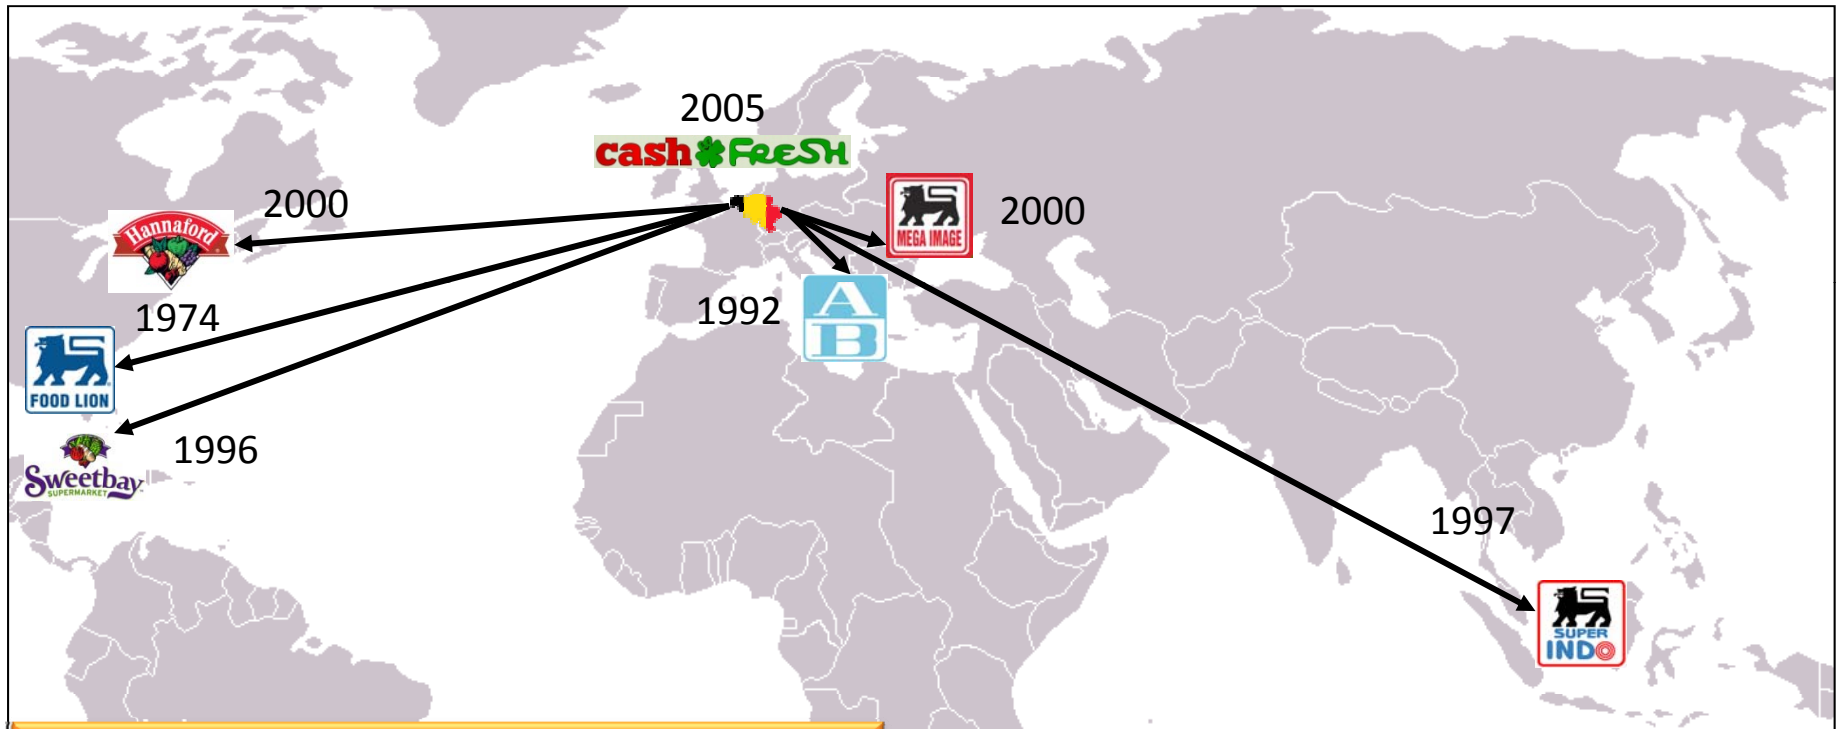 2005
cash FRESH
2000
Hannaford
MEGA IMAGE
2000
1974
FOOD LION
1992
A
B
1996
Sweetbay
SUPERMARKET
1997
SUPER
INDO